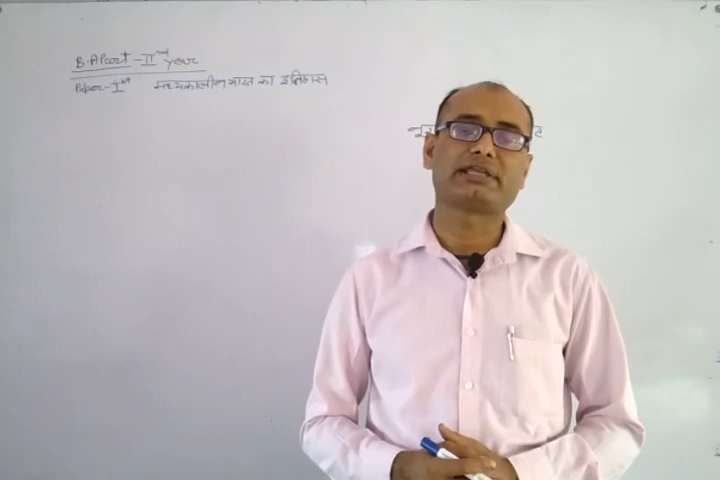 B.A Part - II nd year
Paper - I st मध्यकालीन भारत का इतिहास